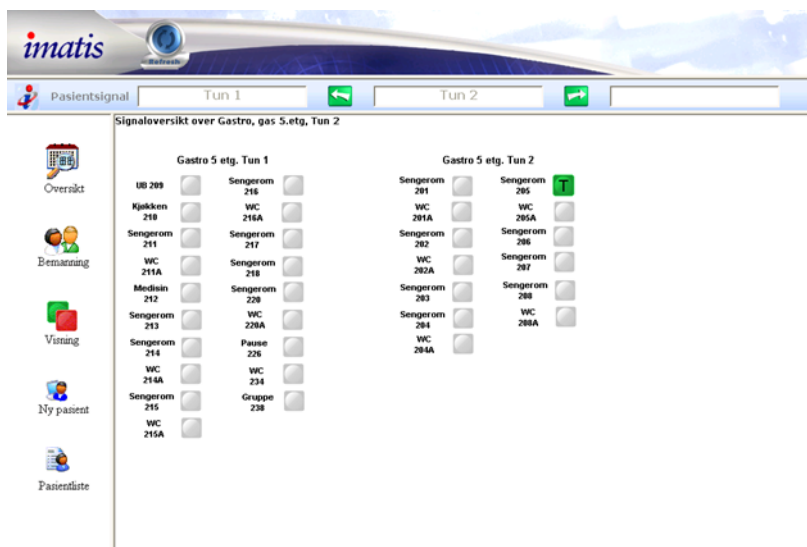 imatis
Refresh
Pasientsignal
Tun 1
Tun 2
Signaloversikt over Gastro, gas 5.etg, Tun 2
Oversikt
Bemanning
Visning
Ny pasient
Pasientliste
Gastro 5 etg. Tun 1
UB 209
Kjøkken
210
Sengerom
211
WC
211A
Medisin
212
Sengerom
213
Sengerom
214
WC
214A
Sengerom
215
WC
215A
Sengerom
216
WC
216A
Sengerom
217
Sengerom
218
Sengerom
220
WC
220A
Pause
226
WC
234
Gruppe
238
Gastro 5 etg. Tun 2
Sengerom
201
WC
201A
Sengerom
202
WC
202A
Sengerom
203
Sengerom
204
WC
204A
Sengerom
205
T
WC
205A
Sengerom
206
Sengerom
207
Sengerom
208
WC
208A